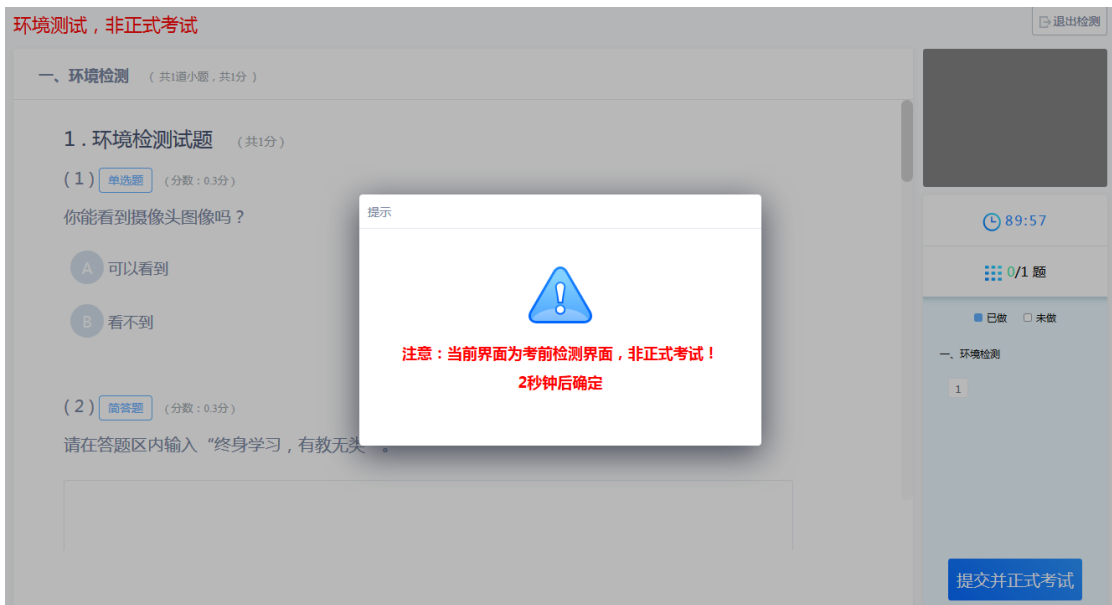 环境测试，非正式考试
退出检测
一、环境检测 （ 共1道小题，共1分 ）
1 . 环境检测试题 （ 共1分 ）
( 1 ) 单选题 （分数：0.3分）
你能看到摄像头图像吗？
A 可以看到
B 看不到
( 2 ) 简答题 （分数：0.3分）
请在答题区内输入“终身学习，有教无类”。
提示
注意：当前界面为考前检测界面，非正式考试！
2秒钟后确定
89:57
0/1 题
已做 未做
一、环境检测
1
提交并正式考试